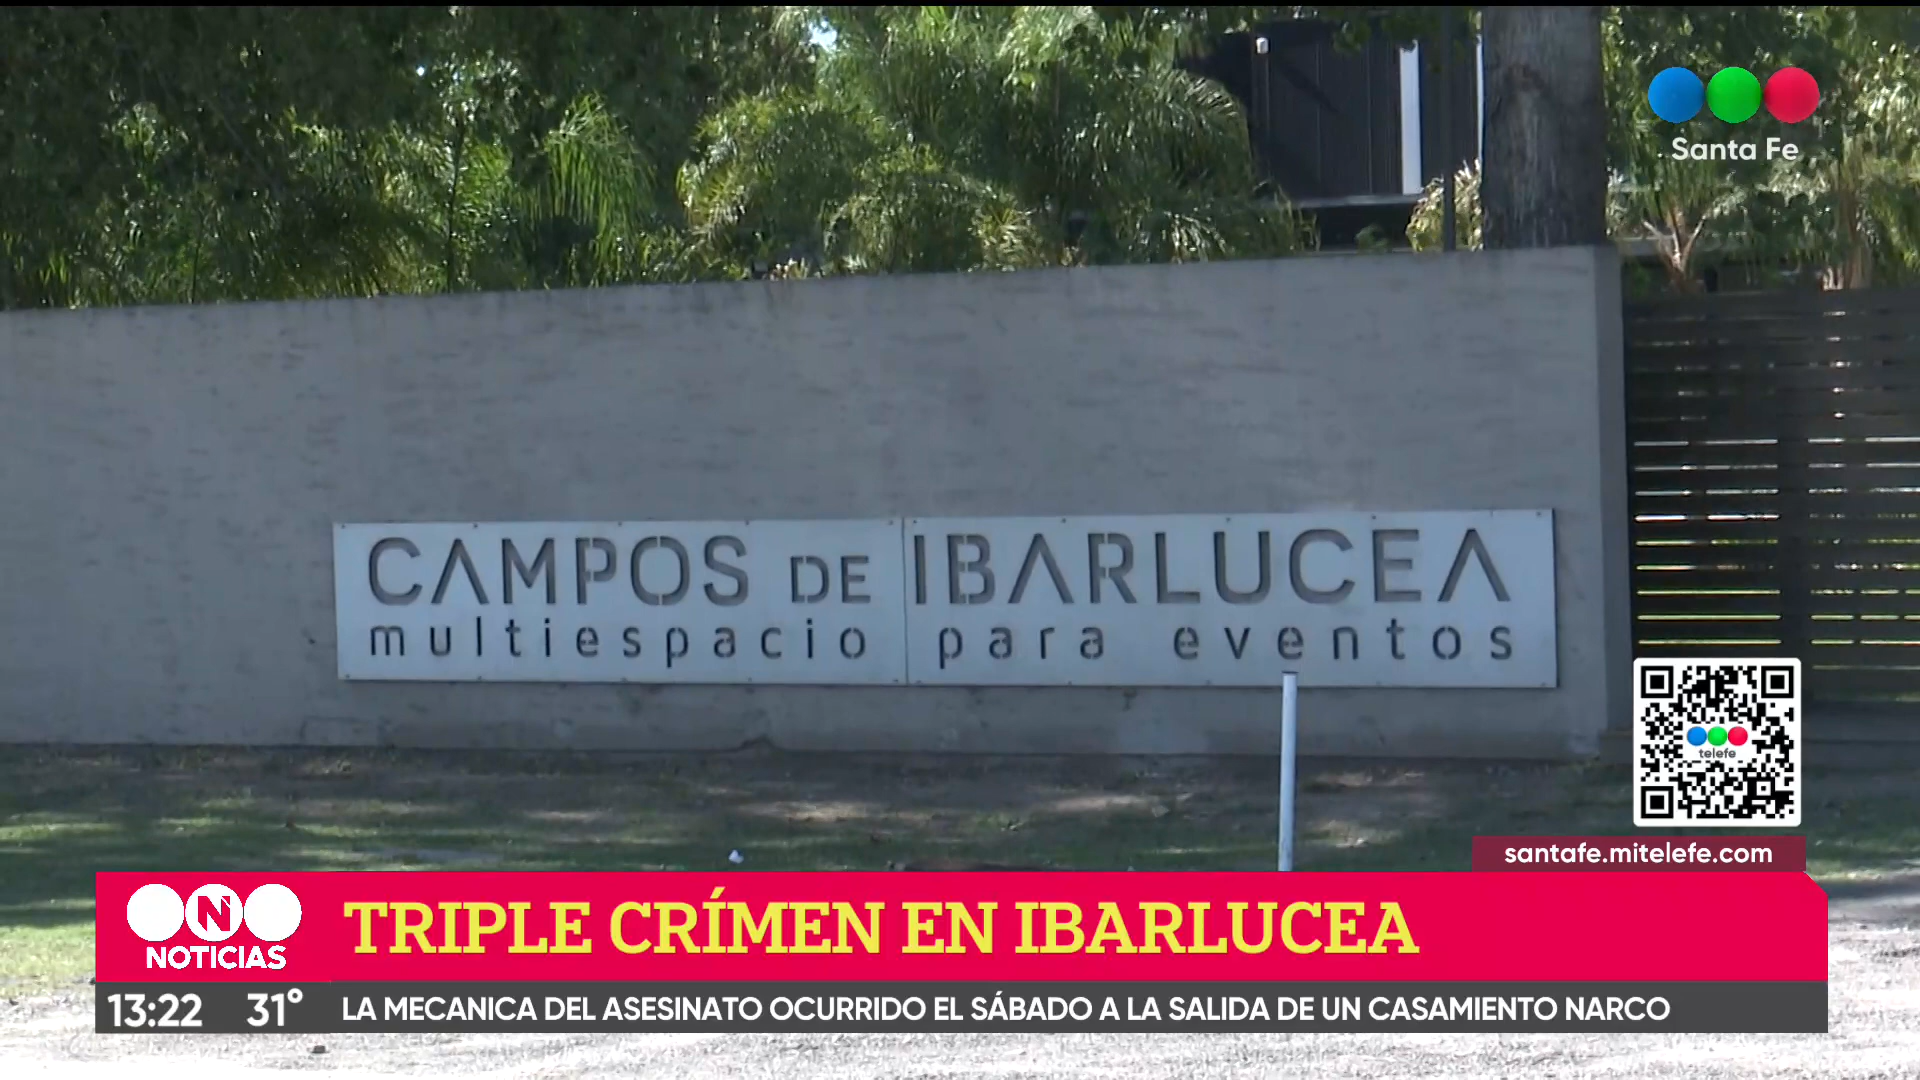 Santa Fe
CAMPOS DE IBARLUCEA
multiespacio para eventos
telefe
santafe.mitelefe.com
N
NOTICIAS
TRIPLE CRÍMEN EN IBARLUCEA
13:22 31° LA MECANICA DEL ASESINATO OCURRIDO EL SÁBADO A LA SALIDA DE UN CASAMIENTO NARCO